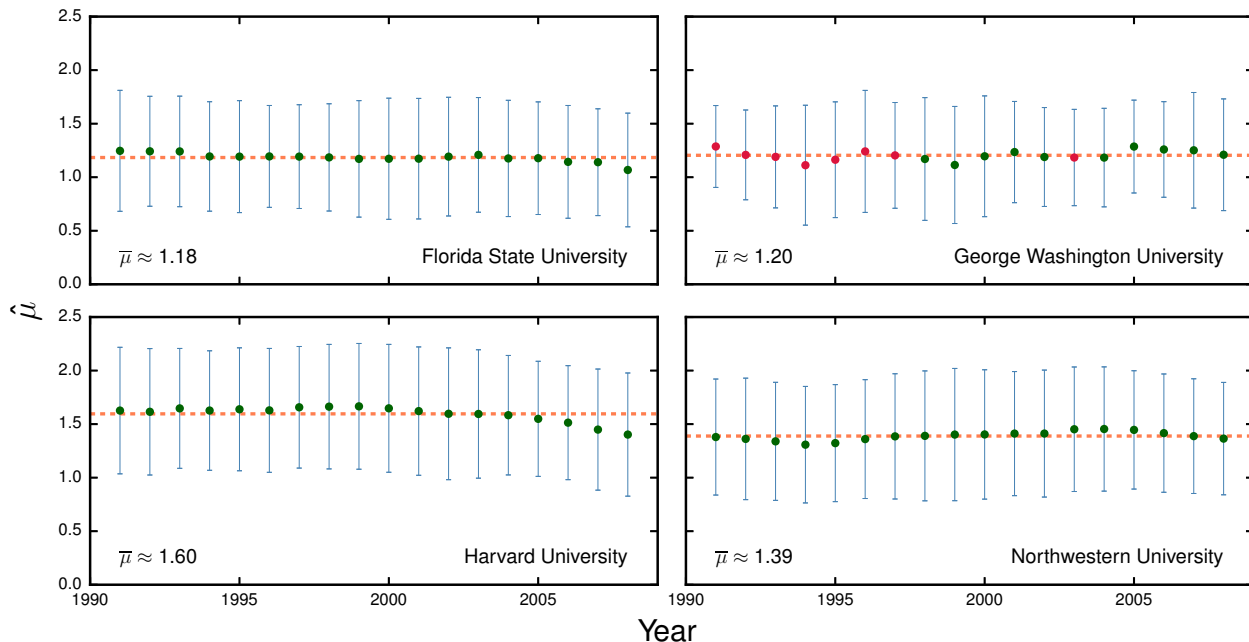 2.5
2.0
1.5
1.0
0.5
0.0
μ̅ ≈ 1.18
Florida State University
μ̅ ≈ 1.20
George Washington University
μ̂
2.5
2.0
1.5
1.0
0.5
0.0
μ̅ ≈ 1.60
Harvard University
μ̅ ≈ 1.39
Northwestern University
1990 1995 2000 2005
1990 1995 2000 2005
Year